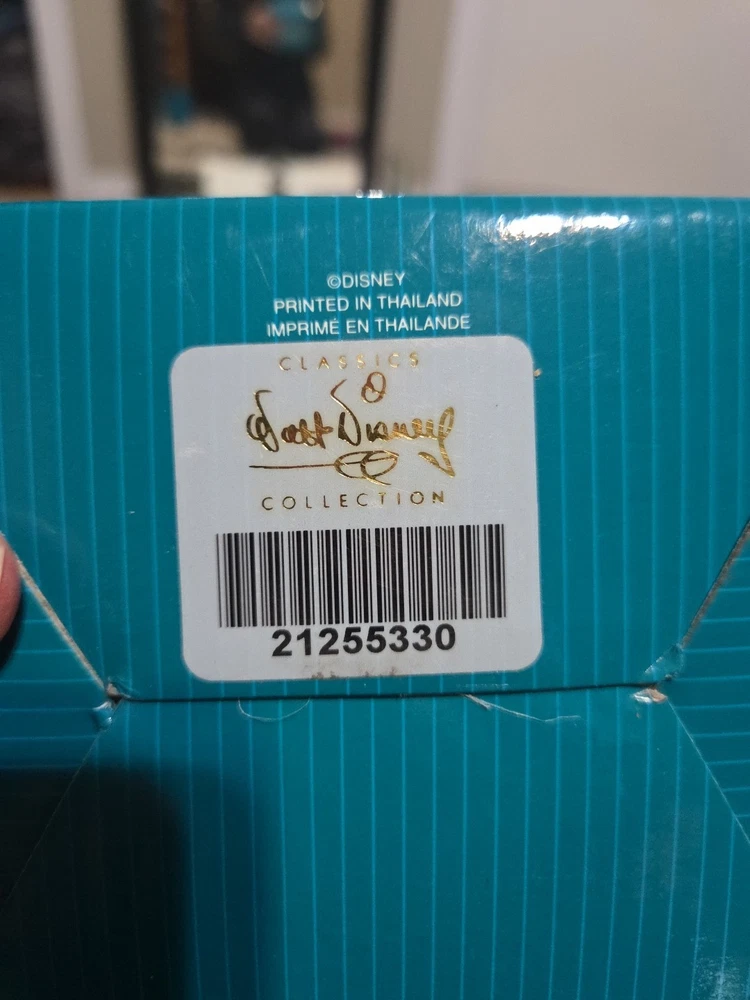 ©DISNEY
PRINTED IN THAILAND
IMPRIMÉ EN THAILANDE
CLASSICS
Walt Disney
COLLECTION
21255330